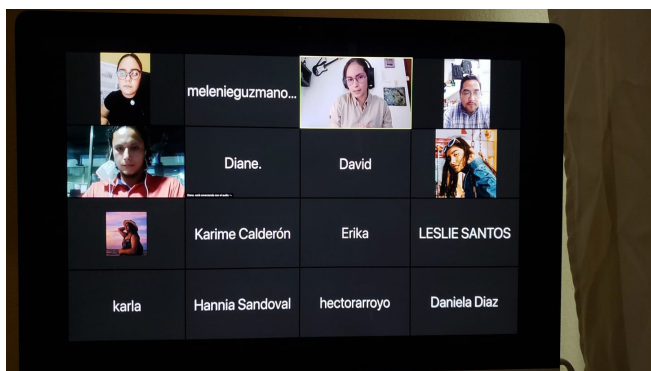 melenieguzmano...
Diane.
David
Karime Calderón
Erika
LESLIE SANTOS
karla
Hannia Sandoval
hectorarroyo
Daniela Diaz